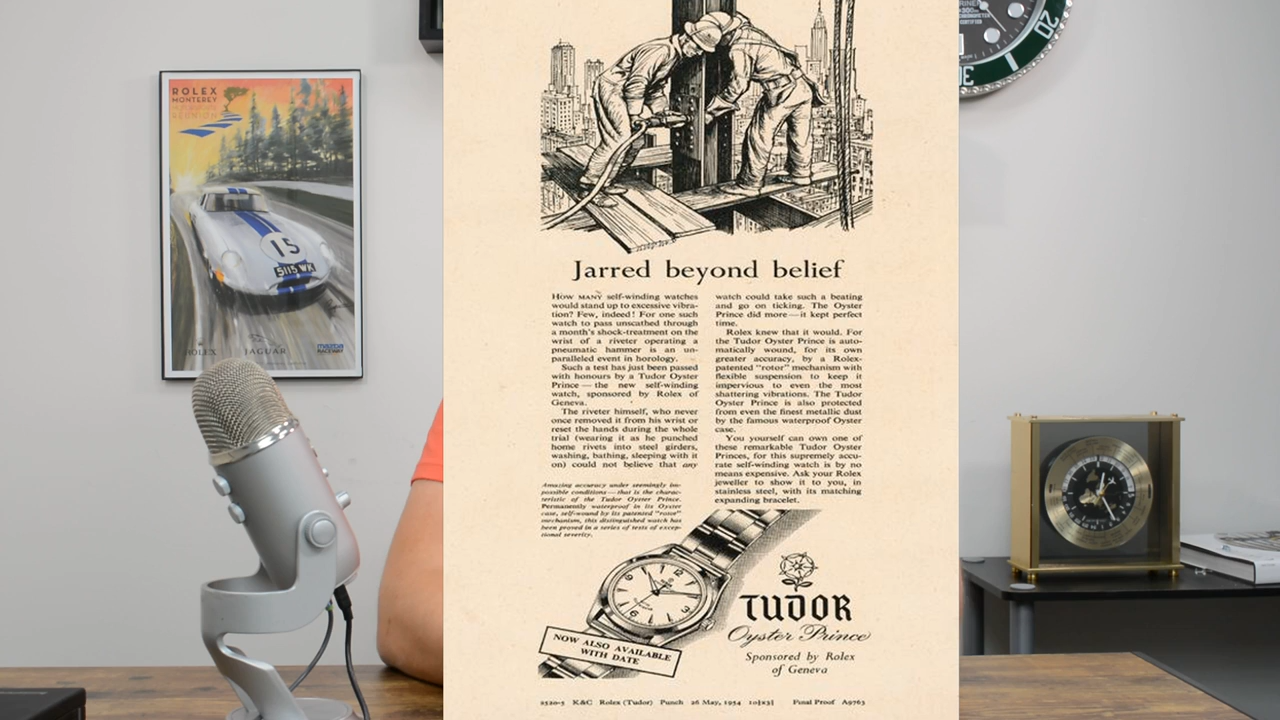 ROLEX
MONTEREY
REUNION
15
5115 WK
ROLEX
JAGUAR
MAZDA
RACEWAY
20
Jarred beyond belief
HOW MANY self-winding watches
would stand up to excessive vibra-
tion? Few, indeed! For one such
watch to pass unscathed through
a month's shock-treatment on the
wrist of a riveter operating a
pneumatic hammer is an un-
paralleled event in horology.
Such a test has just been passed
with honours by a Tudor Oyster
Prince — the new self-winding
watch, sponsored by Rolex of
Geneva.
The riveter himself, who never
once removed it from his wrist or
reset the hands during the whole
trial (wearing it as he punched
home rivets into steel girders,
washing, bathing, sleeping with it
on) could not believe that any
watch could take such a beating
and go on ticking. The Oyster
Prince did more — it kept perfect
time.
Rolex knew that it would. For
the Tudor Oyster Prince is auto-
matically wound, for its own
greater accuracy, by a Rolex-
patented "rotor" mechanism with
flexible suspension to keep it
impervious to even the most
shattering vibrations. The Tudor
Oyster Prince is also protected
from even the finest metallic dust
by the famous waterproof Oyster
case.
You yourself can own one of
these remarkable Tudor Oyster
Princes, for this supremely accu-
rate self-winding watch is by no
means expensive. Ask your Rolex
jeweller to show it to you, in
stainless steel, with its matching
expanding bracelet.
Amazing accuracy under seemingly im-
possible conditions — that is the charac-
teristic of the Tudor Oyster Prince.
Permanently waterproof in its Oyster
case, self-wound by its patented "rotor"
mechanism, this distinguished watch has
been proved in a series of tests of excep-
tional severity.
NOW ALSO AVAILABLE
WITH DATE
TUDOR
Oyster Prince
Sponsored by Rolex
of Geneva
2520-5 K&C Rolex (Tudor) Punch 26 May, 1954 Final Proof A9763